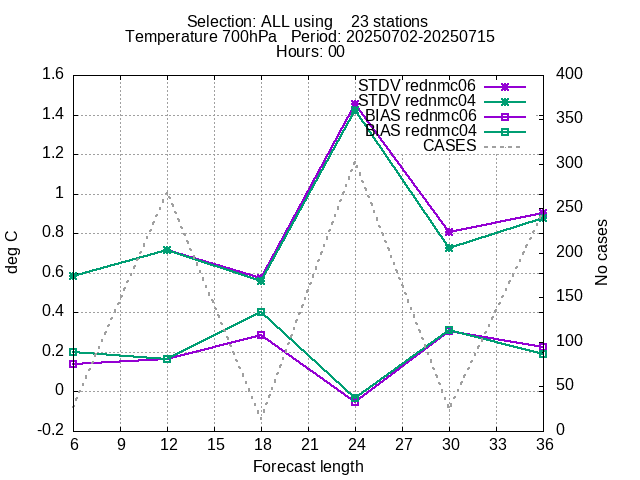 Selection: ALL using 23 stations
Temperature 700hPa Period: 20250702-20250715
Hours: 00
1.6
1.4
1.2
1
0.8
0.6
0.4
0.2
0
-0.2
deg C
400
350
300
250
200
150
100
50
0
No cases
STDV rednmc06
STDV rednmc04
BIAS rednmc06
BIAS rednmc04
CASES
6 9 12 15 18 21 24 27 30 33 36
Forecast length